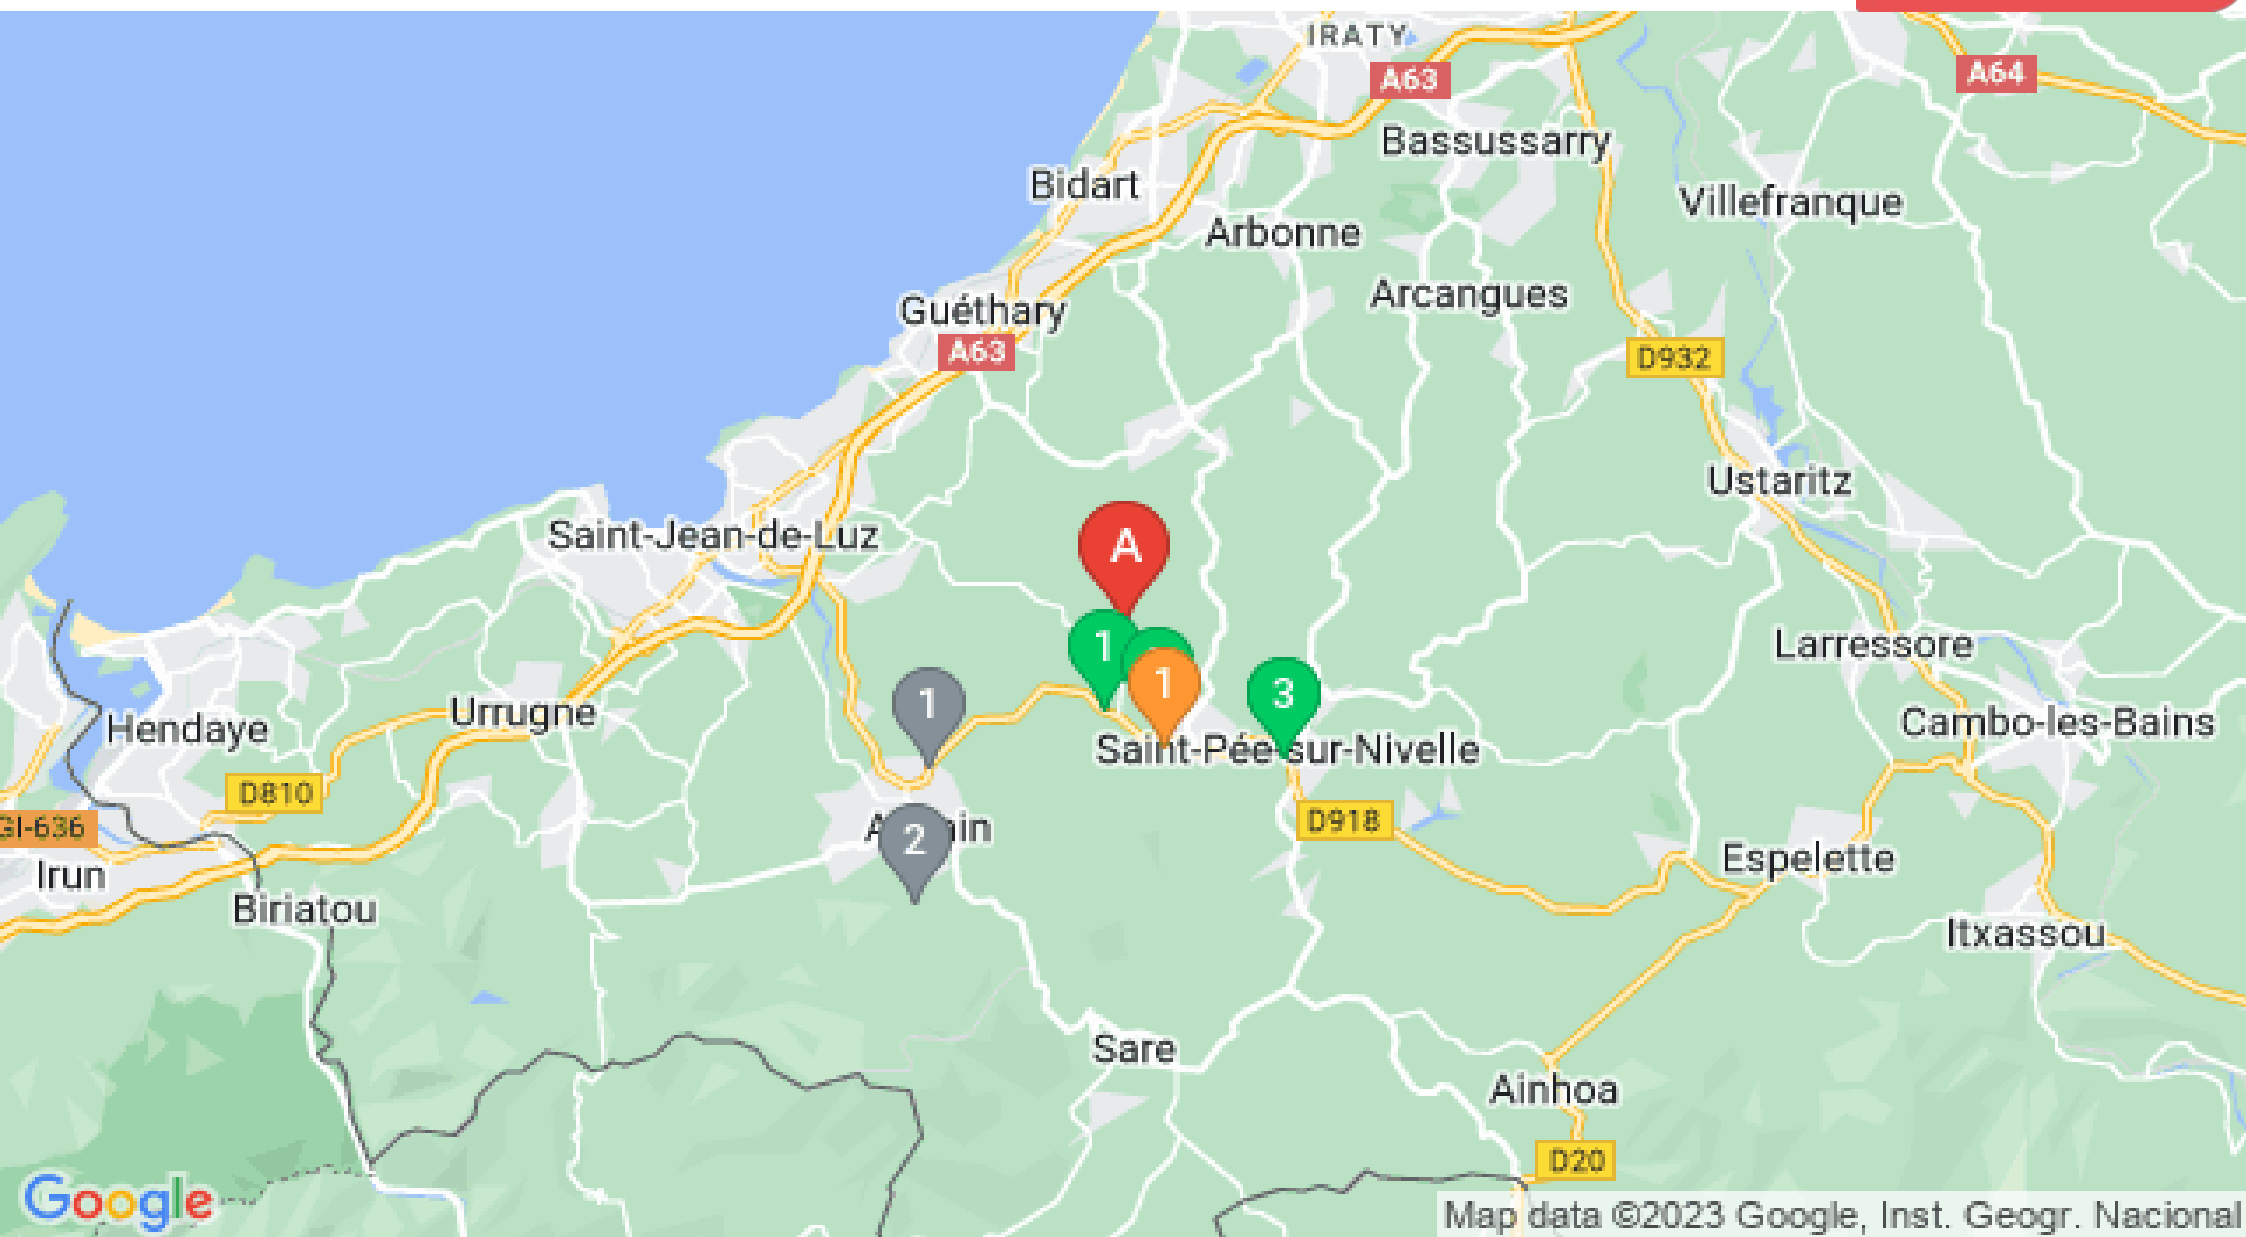 IRATY
A63
A64
Bassussarry
Bidart
Villefranque
Arbonne
Arcangues
Guéthary
A63
D932
Ustaritz
Saint-Jean-de-Luz
A
1
Larressore
1
3
1
Urrugne
Hendaye
Cambo-les-Bains
Saint-Pée-sur-Nivelle
D810
GI-636
D918
2
Irun
Espelette
Biriatou
Itxassou
Sare
Ainhoa
D20
Google
Map data ©2023 Google, Inst. Geogr. Nacional